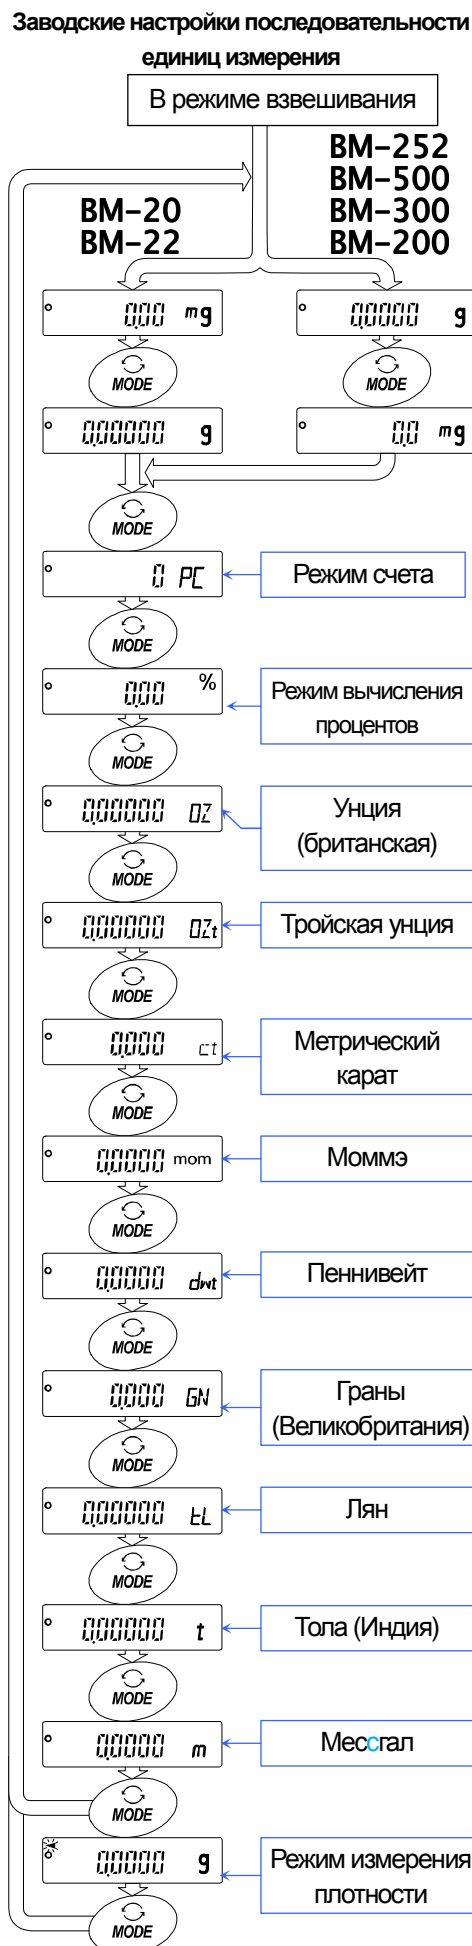 Заводские настройки последовательности
единиц измерения
В режиме взвешивания
BM-252
BM-500
BM-300
BM-200
BM-20
BM-22
0.00 mg
0.0000 g
MODE
MODE
0.00000 g
0.0 mg
MODE
0 PC
Режим счета
MODE
0.00 %
Режим вычисления
процентов
MODE
0.000000 OZ
Унция
(британская)
MODE
0.000000 OZt
Тройская унция
MODE
0.000 ct
Метрический
карат
MODE
0.0000 mom
Моммэ
MODE
0.0000 dwt
Пеннивейт
MODE
0.000 GN
Граны
(Великобритания)
MODE
0.000000 tL
Лян
MODE
0.000000 t
Тола (Индия)
MODE
0.0000 m
Мессгал
MODE
0.0000 g
Режим измерения
плотности
MODE